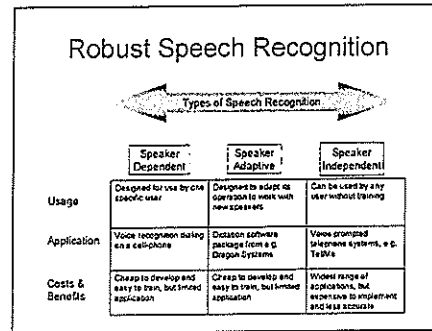 Robust Speech Recognition
Types of Speech Recognition
Speaker Dependent
Speaker Adaptive
Speaker Independent
Usage
Designed for use by one
specific user
Designed to adapt its
operation to work with
new speakers
Can be used by any
user without training
Application
Voice recognition dialing
on a cell-phone
Dictation software
package from e.g.
Dragon Systems
Voice prompted
telephone systems, e.g.
TellMe
Costs &
Benefits
Cheap to develop and
easy to train, but limited
application
Cheap to develop and
easy to train, but limited
application
Widest range of
applications, but
expensive to implement
and less accurate